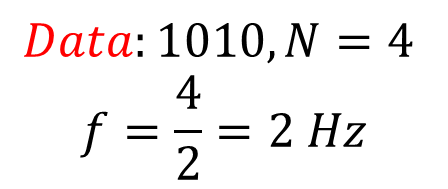 Data: 1010, N = 4
f = 4/2 = 2 Hz